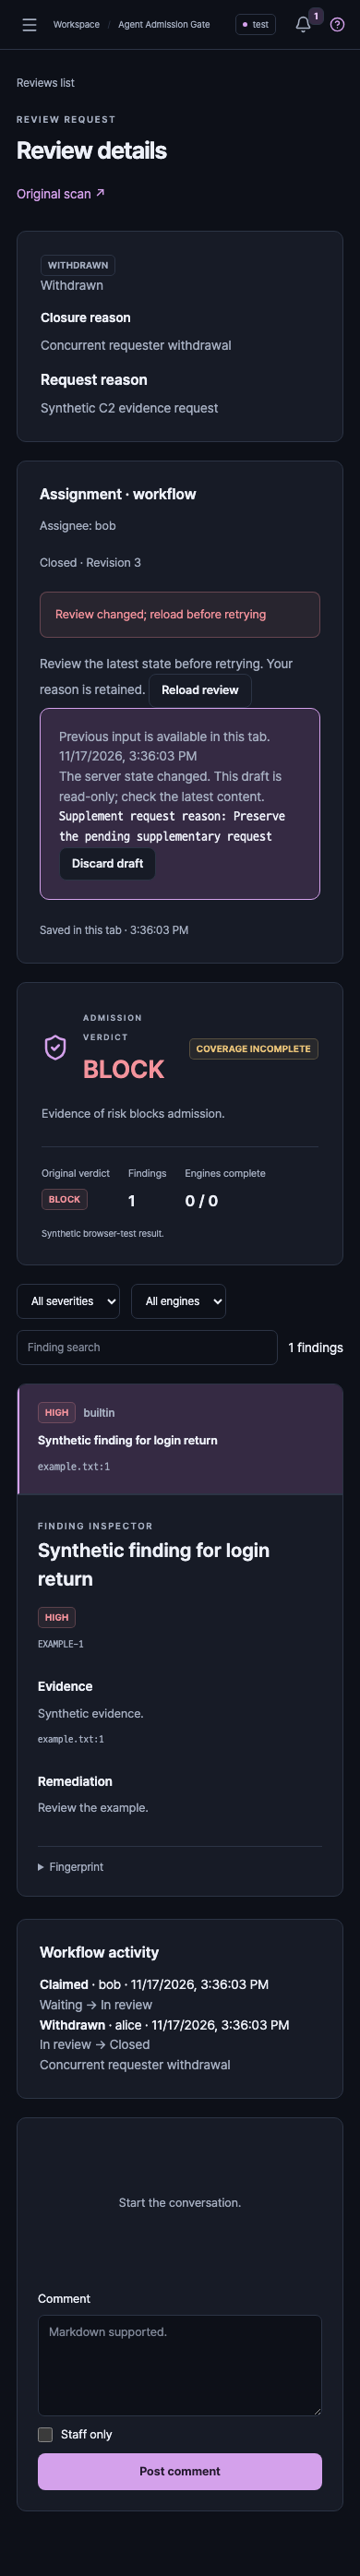 Workspace / Agent Admission Gate
test
1
Reviews list
REVIEW REQUEST
Review details
Original scan ↗
WITHDRAWN
Withdrawn
Closure reason
Concurrent requester withdrawal
Request reason
Synthetic C2 evidence request
Assignment · workflow
Assignee: bob
Closed · Revision 3
Review changed; reload before retrying
Review the latest state before retrying. Your
reason is retained. Reload review
Previous input is available in this tab.
11/17/2026, 3:36:03 PM
The server state changed. This draft is
read-only; check the latest content.
Supplement request reason: Preserve
the pending supplementary request
Discard draft
Saved in this tab · 3:36:03 PM
ADMISSION
VERDICT
BLOCK
COVERAGE INCOMPLETE
Evidence of risk blocks admission.
Original verdict Findings Engines complete
BLOCK 1 0 / 0
Synthetic browser-test result.
All severities All engines
Finding search 1 findings
HIGH builtin
Synthetic finding for login return
example.txt:1
FINDING INSPECTOR
Synthetic finding for login
return
HIGH
EXAMPLE-1
Evidence
Synthetic evidence.
example.txt:1
Remediation
Review the example.
▶ Fingerprint
Workflow activity
Claimed · bob · 11/17/2026, 3:36:03 PM
Waiting → In review
Withdrawn · alice · 11/17/2026, 3:36:03 PM
In review → Closed
Concurrent requester withdrawal
Start the conversation.
Comment
Markdown supported.
Staff only
Post comment